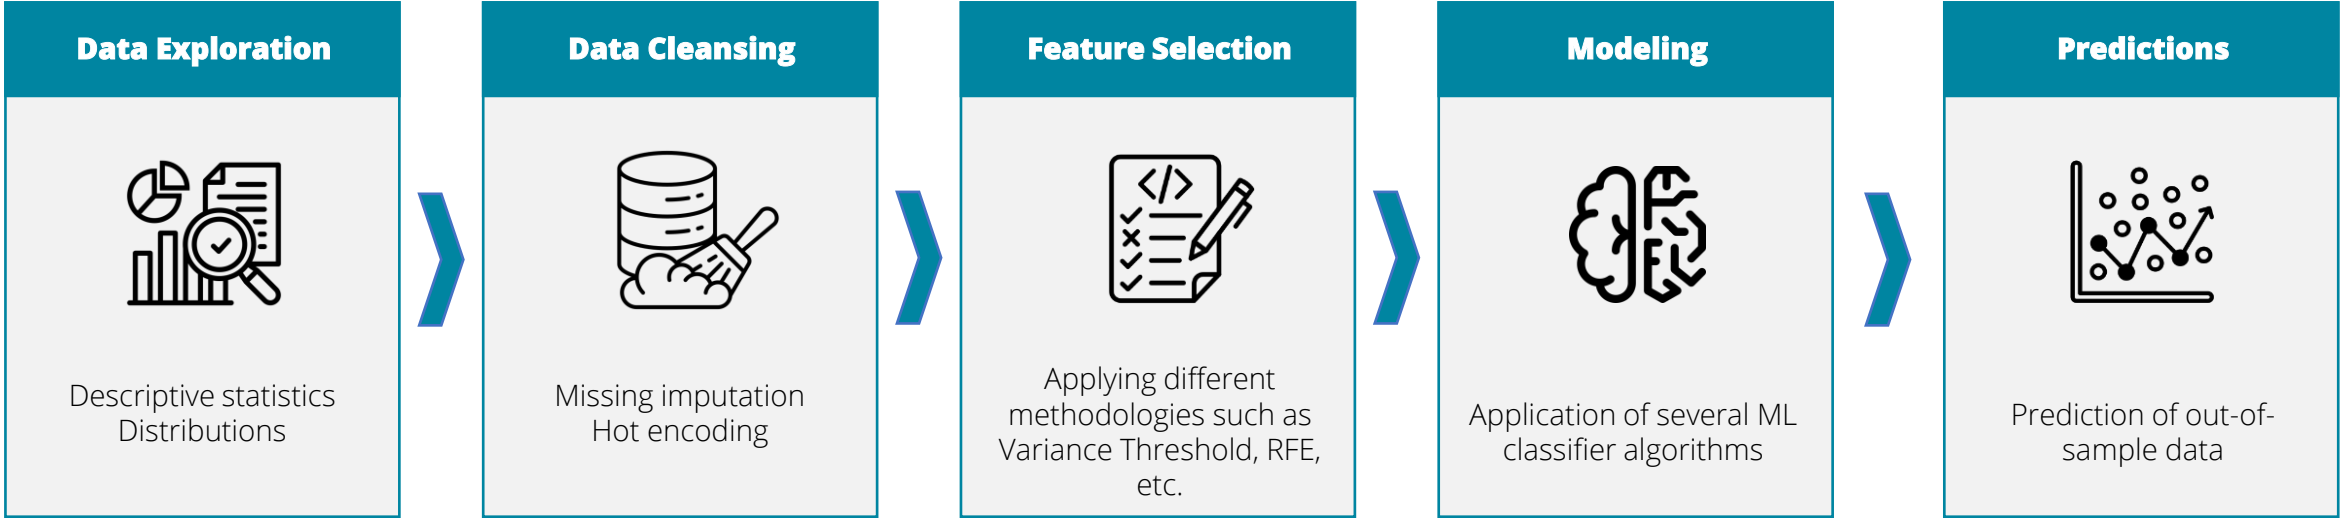 Data Exploration
Descriptive statistics
Distributions
Data Cleansing
Missing imputation
Hot encoding
Feature Selection
</>
Applying different
methodologies such as
Variance Threshold, RFE,
etc.
Modeling
Application of several ML
classifier algorithms
Predictions
Prediction of out-of-
sample data